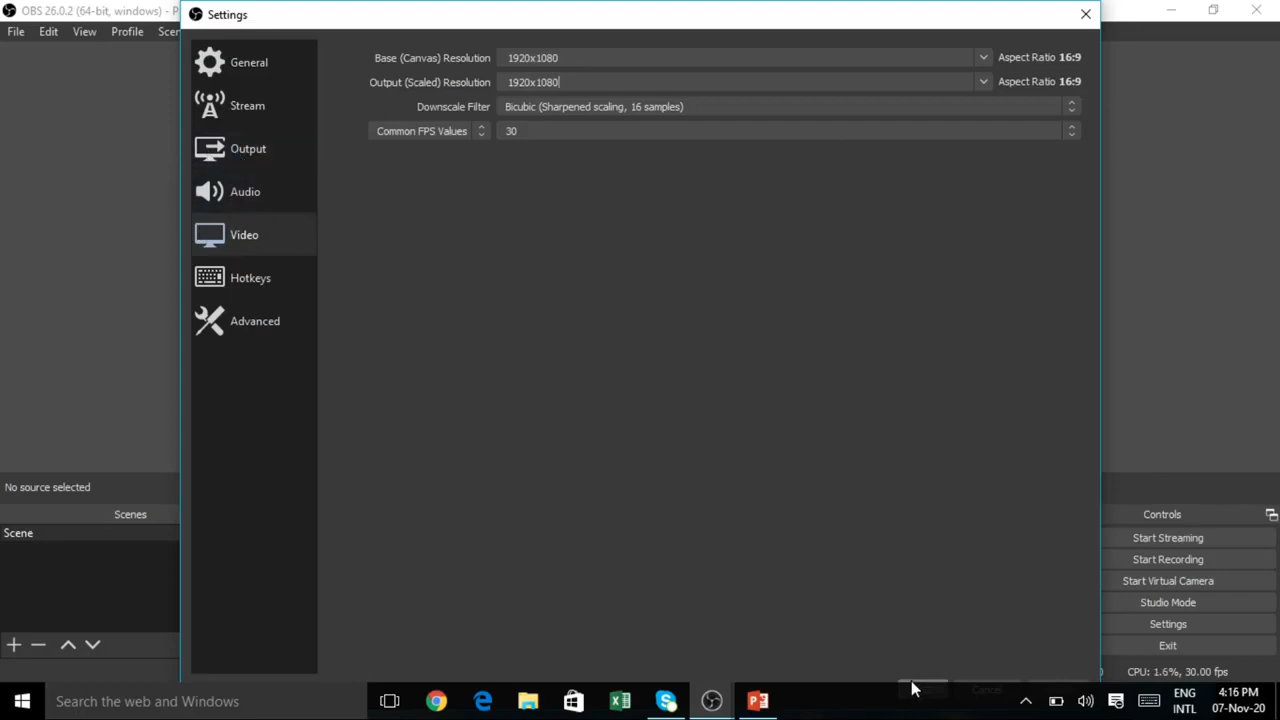 OBS 26.0.2 (64-bit, windows) - P
File Edit View Profile Scen
Settings
General
Stream
Output
Audio
Video
Hotkeys
Advanced
Base (Canvas) Resolution 1920x1080 Aspect Ratio 16:9
Output (Scaled) Resolution 1920x1080 Aspect Ratio 16:9
Downscale Filter Bicubic (Sharpened scaling, 16 samples)
Common FPS Values 30
No source selected
Scenes
Scene
Controls
Start Streaming
Start Recording
Start Virtual Camera
Studio Mode
Settings
Exit
0 CPU: 1.6%, 30.00 fps
Cancel
Search the web and Windows
ENG
INTL
4:16 PM
07-Nov-20